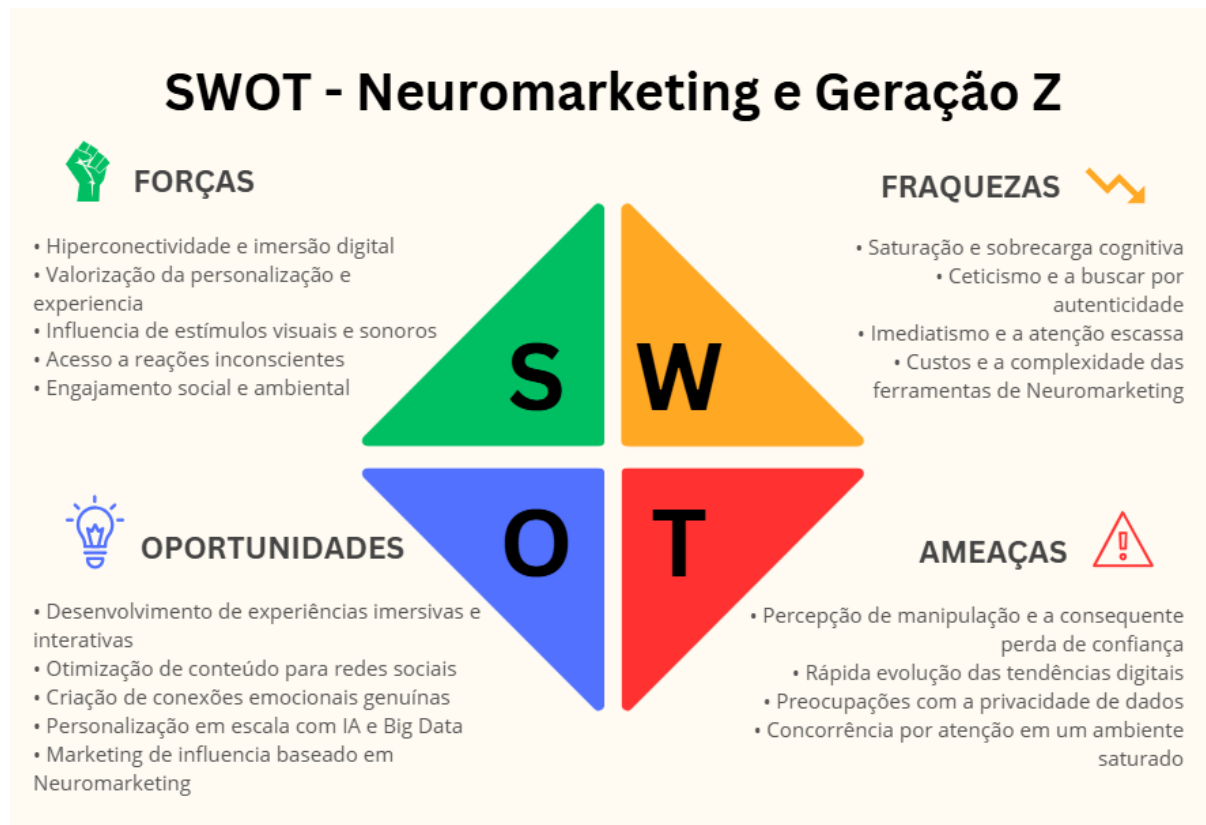 SWOT - Neuromarketing e Geração Z
FORÇAS
• Hiperconectividade e imersão digital
• Valorização da personalização e
experiencia
• Influencia de estímulos visuais e sonoros
• Acesso a reações inconscientes
• Engajamento social e ambiental
FRAQUEZAS
• Saturação e sobrecarga cognitiva
• Ceticismo e a buscar por
autenticidade
• Imediatismo e a atenção escassa
• Custos e a complexidade das
ferramentas de Neuromarketing
S
W
O
T
OPORTUNIDADES
• Desenvolvimento de experiências imersivas e
interativas
• Otimização de conteúdo para redes sociais
• Criação de conexões emocionais genuínas
• Personalização em escala com IA e Big Data
• Marketing de influencia baseado em
Neuromarketing
AMEAÇAS
• Percepção de manipulação e a consequente
perda de confiança
• Rápida evolução das tendências digitais
• Preocupações com a privacidade de dados
• Concorrência por atenção em um ambiente
saturado